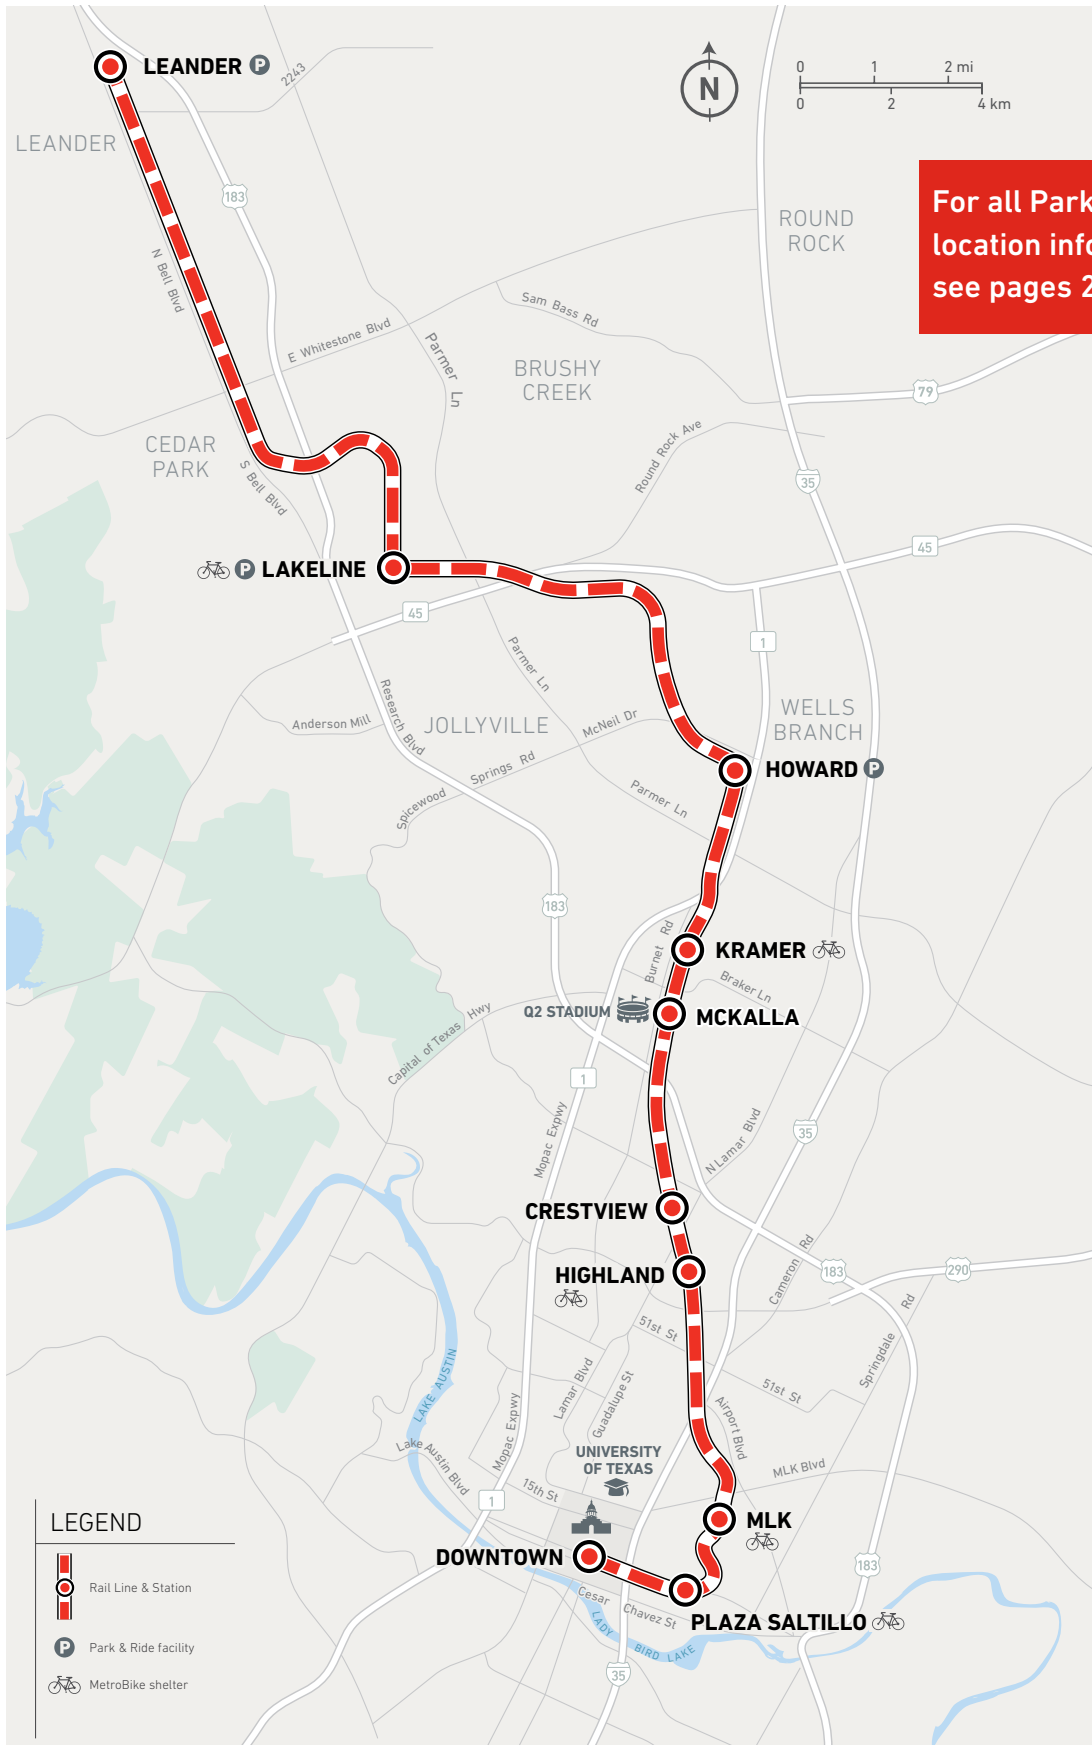 LEANDER P
2243
N
0 1 2 mi
0 2 4 km
LEANDER
183
ROUND
ROCK
For all Park
location info
see pages 2
N Bell Blvd
Sam Bass Rd
E Whitestone Blvd
Parmer Ln
BRUSHY
CREEK
79
CEDAR
PARK
Round Rock Ave
S Bell Blvd
35
45
P LAKELINE
45
1
Parmer Ln
Research Blvd
Anderson Mill
JOLLYVILLE
McNeil Dr
WELLS
BRANCH
HOWARD P
Spicewood Springs Rd
Parmer Ln
183
Burnet Rd
KRAMER
Braker Ln
Q2 STADIUM
MCKALLA
Capital of Texas Hwy
1
Mopac Expwy
N Lamar Blvd
35
CRESTVIEW
HIGHLAND
Cameron Rd
183
290
51st St
Springdale Rd
LAKE AUSTIN
Lamar Blvd
Guadalupe St
51st St
Airport Blvd
Mopac Expwy
Lake Austin Blvd
UNIVERSITY
OF TEXAS
MLK Blvd
15th St
1
MLK
DOWNTOWN
183
Cesar Chavez St
PLAZA SALTILLO
LADY BIRD LAKE
35
LEGEND
Rail Line & Station
P Park & Ride facility
MetroBike shelter